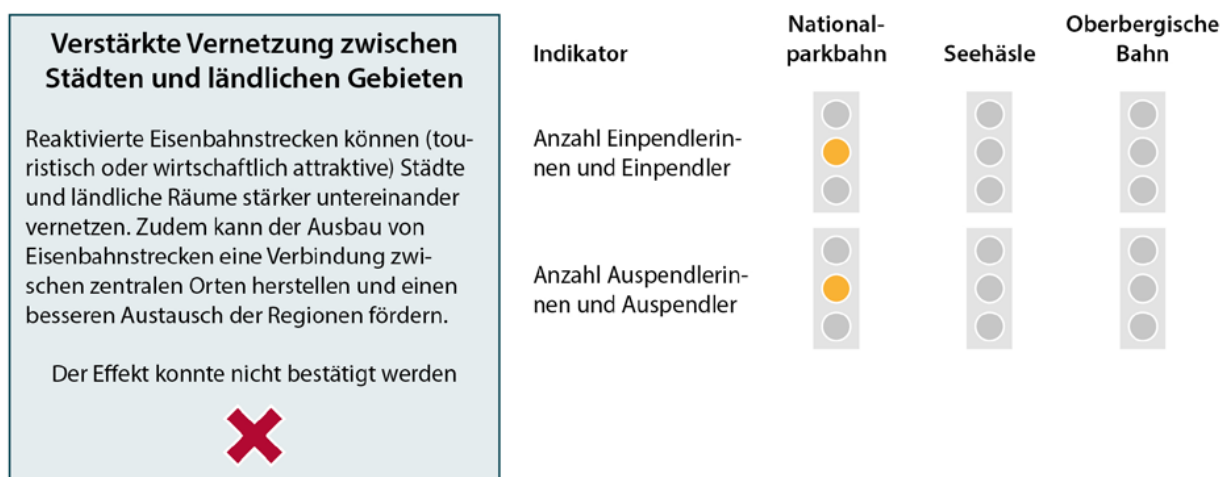 Verstärkte Vernetzung zwischen
Städten und ländlichen Gebieten
Reaktivierte Eisenbahnstrecken können (tou-
ristisch oder wirtschaftlich attraktive) Städte
und ländliche Räume stärker untereinander
vernetzen. Zudem kann der Ausbau von
Eisenbahnstrecken eine Verbindung zwi-
schen zentralen Orten herstellen und einen
besseren Austausch der Regionen fördern.
Der Effekt konnte nicht bestätigt werden
Indikator
National-
parkbahn
Seehäsle
Oberbergische
Bahn
Anzahl Einpendlerin-
nen und Einpendler
Anzahl Auspendlerin-
nen und Auspendler